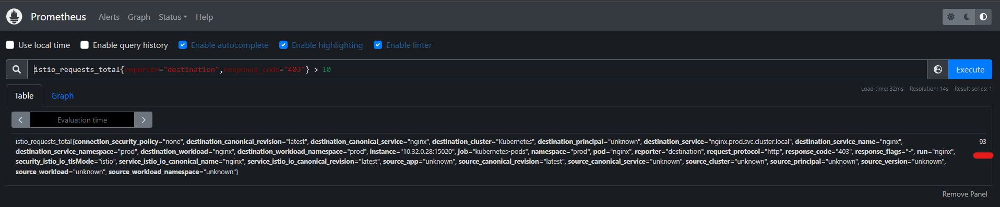 Prometheus Alerts Graph Status Help
Use local time Enable query history Enable autocomplete Enable highlighting Enable linter
istio_requests_total{reporter="destination",response_code="403"} > 10 Execute
Load time: 32ms Resolution: 14s Result series: 1
Table Graph
Evaluation time
istio_requests_total{connection_security_policy="none", destination_canonical_revision="latest", destination_canonical_service="nginx", destination_cluster="Kubernetes", destination_principal="unknown", destination_service="nginx.prod.svc.cluster.local", destination_service_name="nginx", 93
destination_service_namespace="prod", destination_workload="nginx", destination_workload_namespace="prod", instance="10.32.0.28:15020", job="kubernetes-pods", namespace="prod", pod="nginx", reporter="destination", request_protocol="http", response_code="403", response_flags="-", run="nginx",
security_istio_io_tlsMode="istio", service_istio_io_canonical_name="nginx", service_istio_io_canonical_revision="latest", source_app="unknown", source_canonical_revision="latest", source_canonical_service="unknown", source_cluster="unknown", source_principal="unknown", source_version="unknown",
source_workload="unknown", source_workload_namespace="unknown"}
Remove Panel